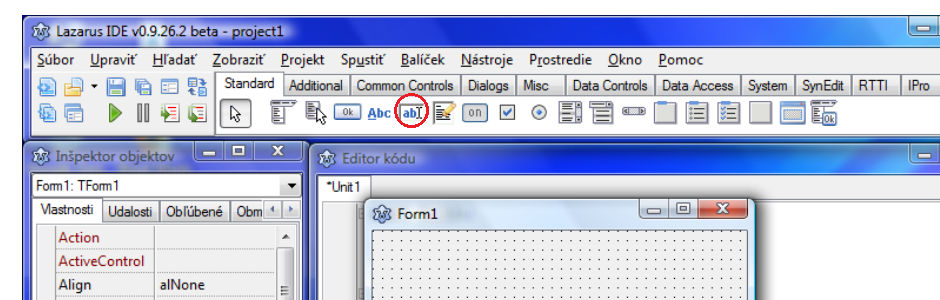 Lazarus IDE v0.9.26.2 beta - project1
Súbor Upraviť Hľadať Zobraziť Projekt Spustiť Balíček Nástroje Prostredie Okno Pomoc
Standard Additional Common Controls Dialogs Misc Data Controls Data Access System SynEdit RTTI IPro
Ok Abc abI on Ok
Inšpektor objektov
Editor kódu
Form1: TForm1
*Unit1
Vlastnosti Udalosti Obľúbené Obm
Form1
Action
ActiveControl
Align alNone